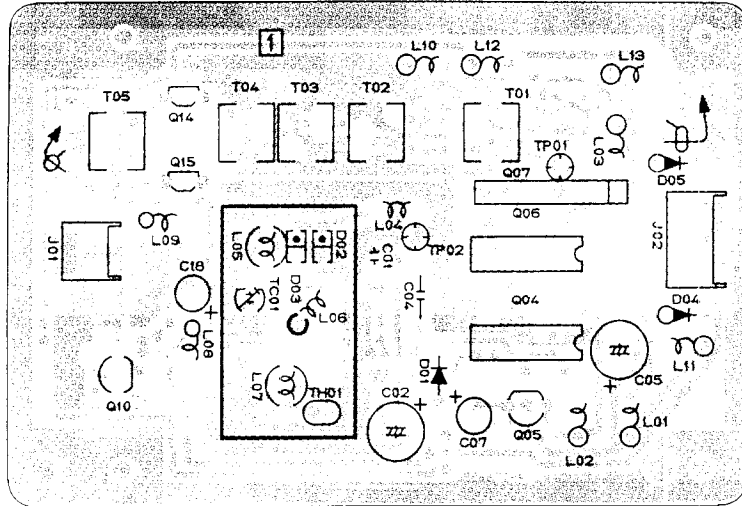 1
L10
L12
L13
T05
Q14
T04
T03
T02
T01
Q15
TP01
L03
Q07
D05
Q06
J01
L09
L04
TP02
J02
L05
D02
C01
C18
TC01
D03
L06
C04
Q04
D04
L08
L11
L07
TH01
D01
C05
Q10
C02
C07
Q05
L02
L01